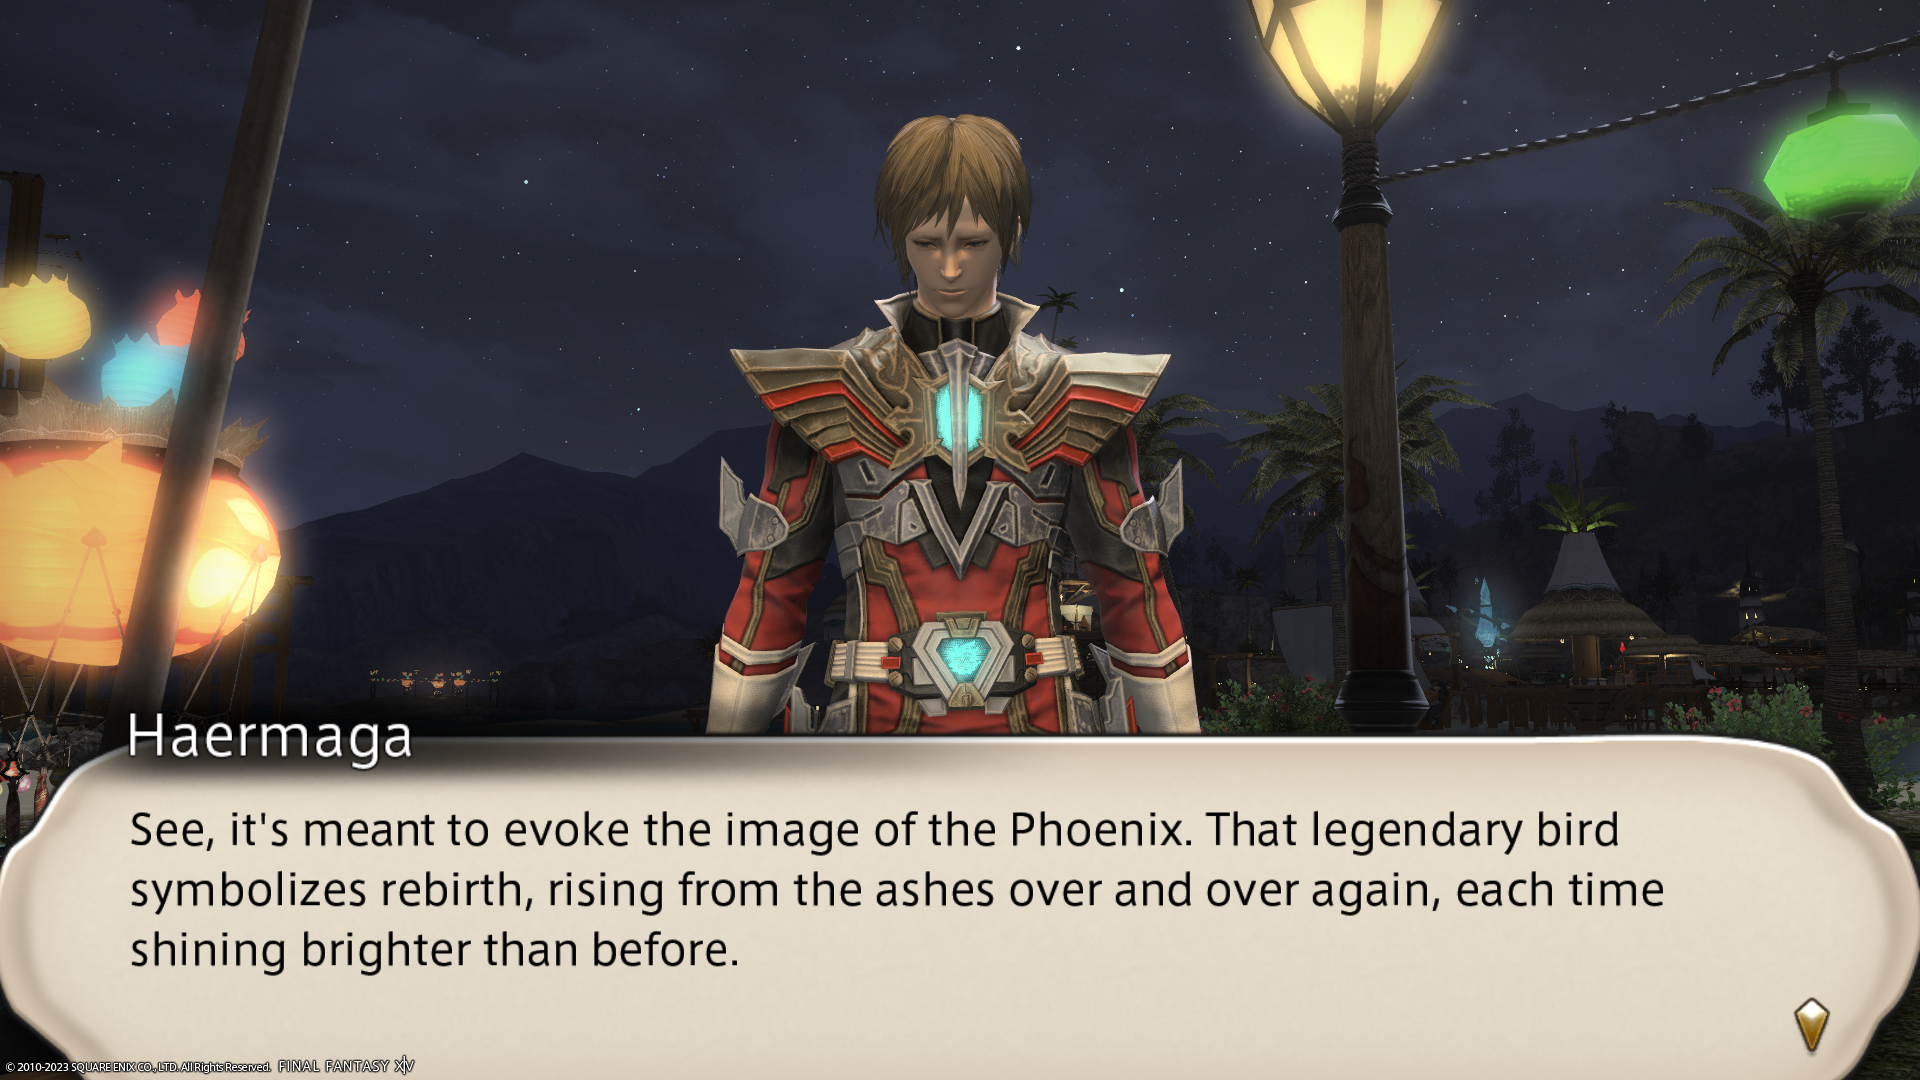 Haermaga
See, it's meant to evoke the image of the Phoenix. That legendary bird
symbolizes rebirth, rising from the ashes over and over again, each time
shining brighter than before.
© 2010-2023 SQUARE ENIX CO., LTD. All Rights Reserved. FINAL FANTASY XIV